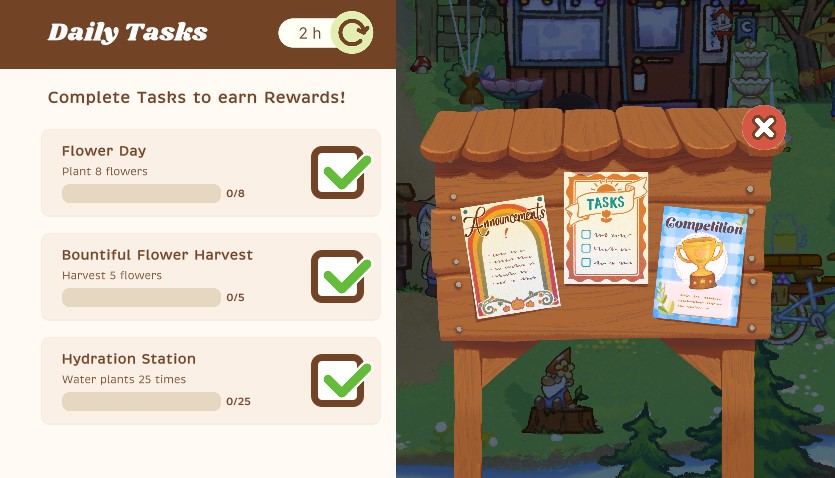 Daily Tasks
2 h
Complete Tasks to earn Rewards!
Flower Day
Plant 8 flowers
0/8
Bountiful Flower Harvest
Harvest 5 flowers
0/5
Hydration Station
Water plants 25 times
0/25
Announcements
!
TASKS
Competition